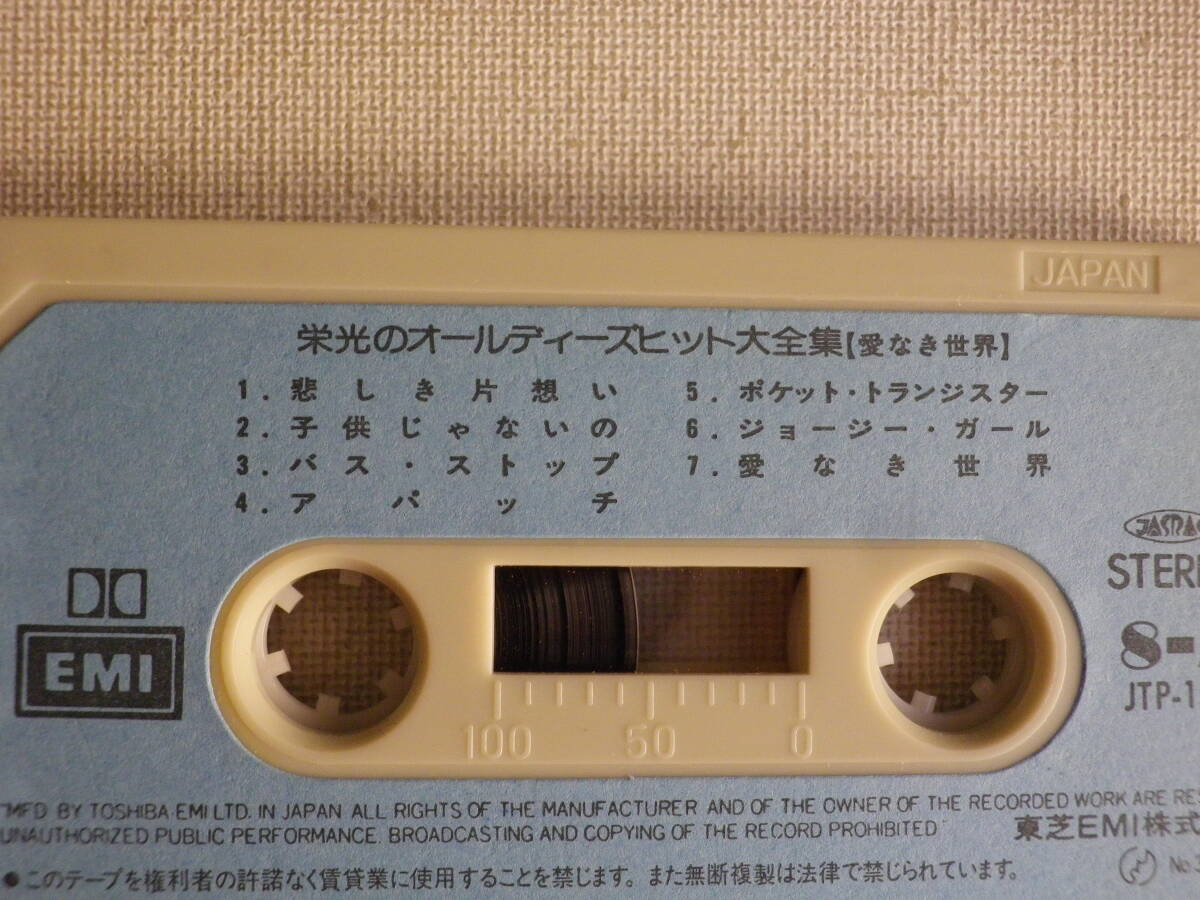 JAPAN
栄光のオールディーズヒット大全集【愛なき世界】
1．悲しき片想い
2．子供じゃないの
3．バス・ストップ
4．アパッチ
5．ポケット・トランジスター
6．ジョージー・ガール
7．愛なき世界
JASRA
STERE
EMI
8-
JTP-1
100 50 0
"MFD BY TOSHIBA-EMI LTD. IN JAPAN ALL RIGHTS OF THE MANUFACTURER AND OF THE OWNER OF THE RECORDED WORK ARE RE
UNAUTHORIZED PUBLIC PERFORMANCE. BROADCASTING AND COPYING OF THE RECORD PROHIBITED"
東芝EMI株式
●このテープを権利者の許諾なく賃貸業に使用することを禁じます。また無断複製は法律で禁じられています。
No.